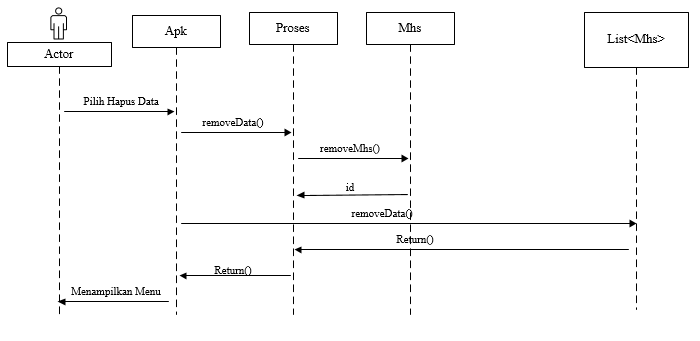 Actor
Apk
Proses
Mhs
List<Mhs>
Pilih Hapus Data
removeData()
removeMhs()
id
removeData()
Return()
Return()
Menampilkan Menu